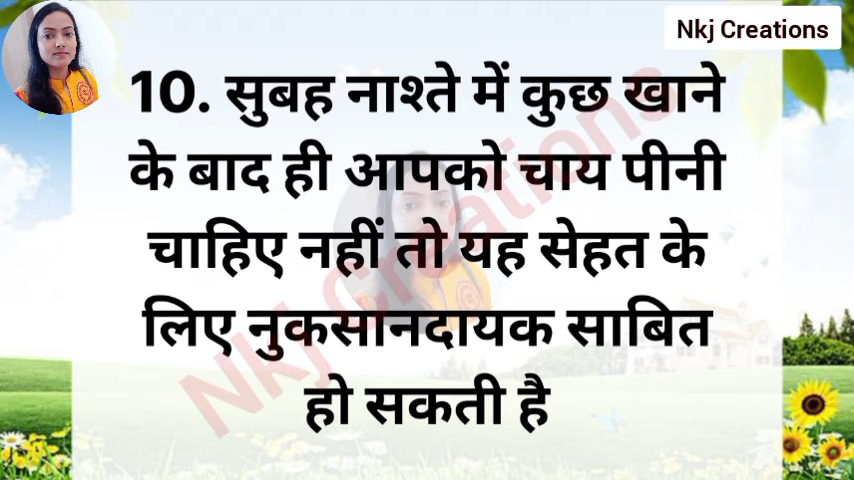 Nkj Creations
10. सुबह नाश्ते में कुछ खाने
के बाद ही आपको चाय पीनी
चाहिए नहीं तो यह सेहत के
लिए नुकसानदायक साबित
हो सकती है
Nkj Creations